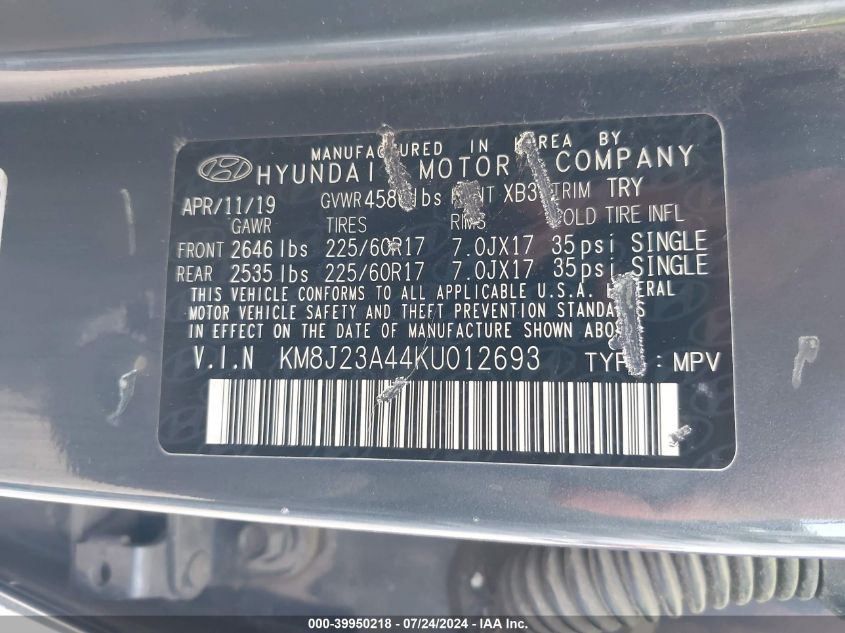 MANUFACTURED IN KOREA BY
HYUNDAI MOTOR COMPANY
APR/11/19 GVWR lbs TRIM TRY
GAWR TIRES RIMS COLD TIRE INFL
FRONT 2646 lbs 225/60R17 7.0JX17 35psi SINGLE
REAR 2535 lbs 225/60R17 7.0JX17 35psi SINGLE
THIS VEHICLE CONFORMS TO ALL APPLICABLE U.S.A. FEDERAL
MOTOR VEHICLE SAFETY AND THEFT PREVENTION STANDARDS
IN EFFECT ON THE DATE OF MANUFACTURE SHOWN ABOVE
V.I.N KM8J23A44KU012693 TYPE : MPV
000-39950218 - 07/24/2024 - IAA Inc.